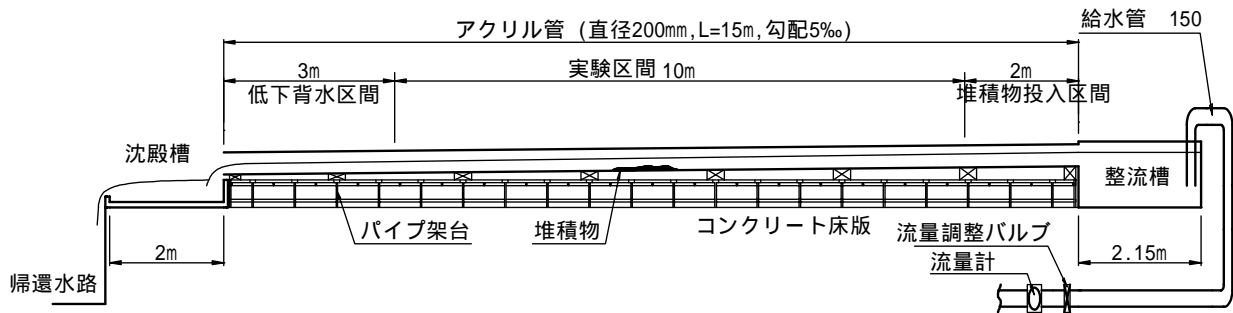 給水管 150
アクリル管 (直径200mm,L=15m,勾配5‰)
3m
実験区間10m
2m
低下背水区間
堆積物投入区間
沈殿槽
整流槽
パイプ架台
堆積物
コンクリート床版
流量調整バルブ
2m
流量計
2.15m
帰還水路